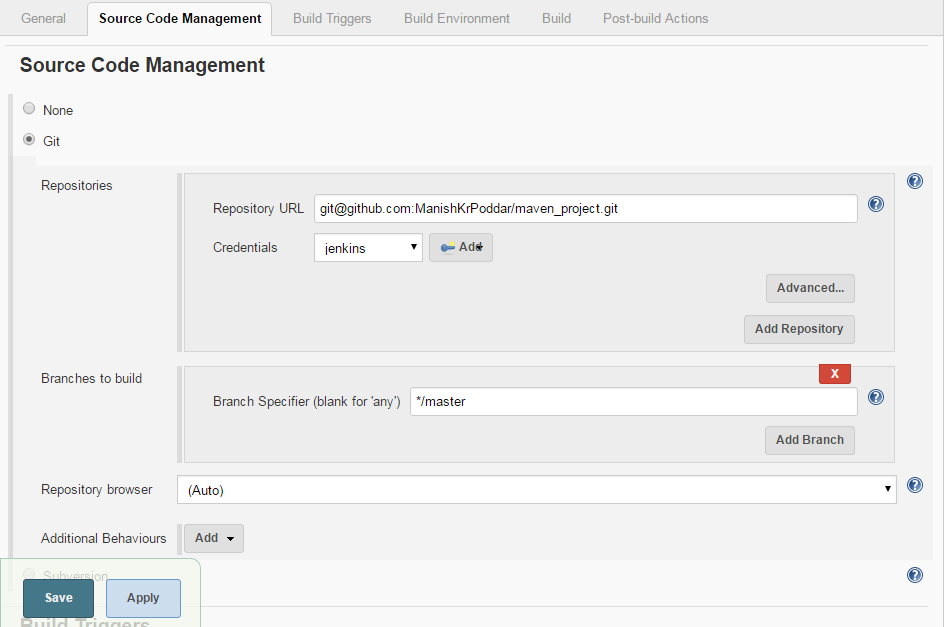 General Source Code Management Build Triggers Build Environment Build Post-build Actions
Source Code Management
None
Git
Repositories
Repository URL git@github.com:ManishKrPoddar/maven_project.git
Credentials jenkins Add
Advanced...
Add Repository
Branches to build X
Branch Specifier (blank for 'any') */master
Add Branch
Repository browser (Auto)
Additional Behaviours Add
Subversion
Save Apply
Build Triggers